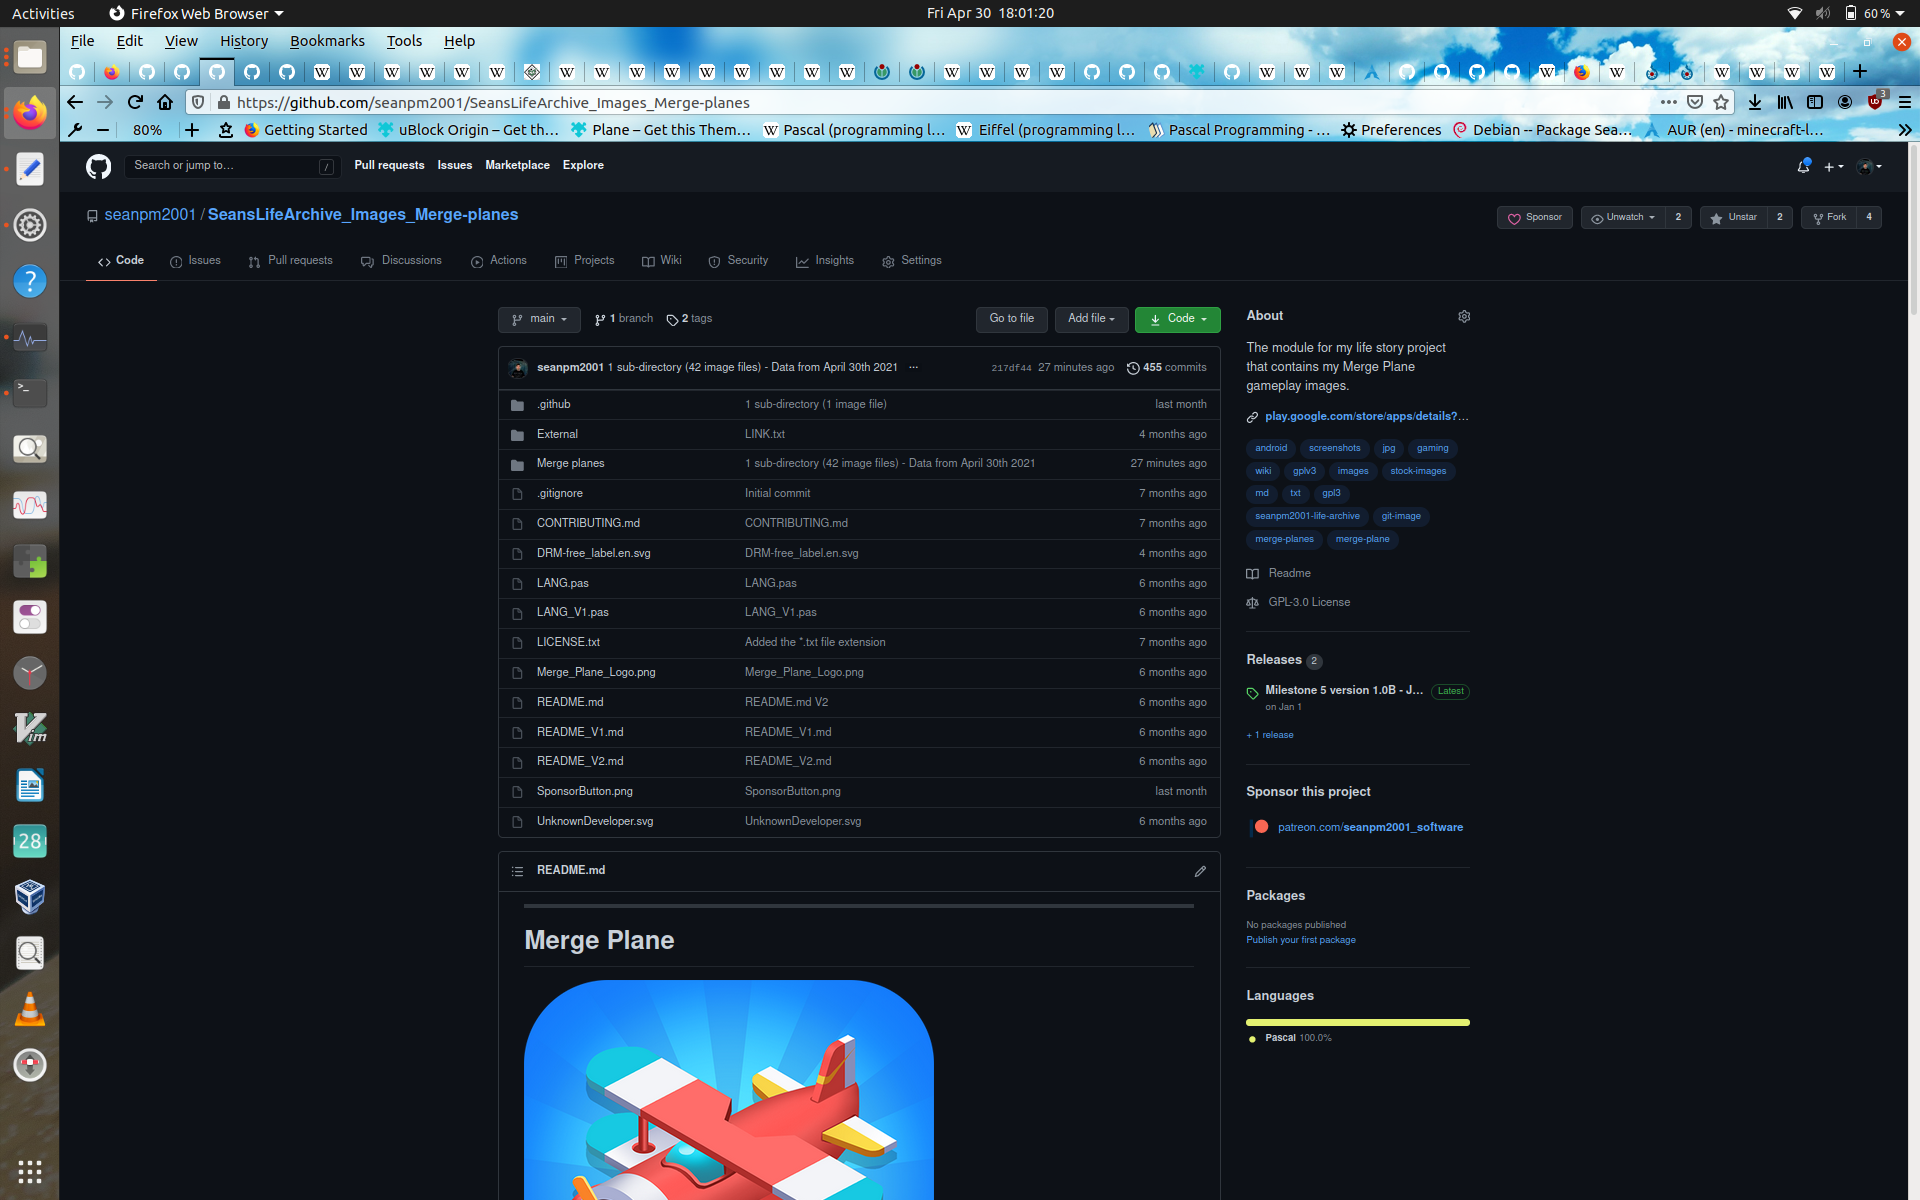 Activities Firefox Web Browser Fri Apr 30 18:01:20 60 %
File Edit View History Bookmarks Tools Help
https://github.com/seanpm2001/SeansLifeArchive_Images_Merge-planes 3
80% Getting Started uBlock Origin – Get th… Plane – Get this Them… Pascal (programming l… Eiffel (programming l… Pascal Programming - … Preferences Debian -- Package Sea… AUR (en) - minecraft-l…
Search or jump to… / Pull requests Issues Marketplace Explore
seanpm2001 / SeansLifeArchive_Images_Merge-planes Sponsor Unwatch 2 Unstar 2 Fork 4
Code Issues Pull requests Discussions Actions Projects Wiki Security Insights Settings
main 1 branch 2 tags Go to file Add file Code
seanpm2001 1 sub-directory (42 image files) - Data from April 30th 2021 ... 217df44 27 minutes ago 455 commits
.github 1 sub-directory (1 image file) last month
External LINK.txt 4 months ago
Merge planes 1 sub-directory (42 image files) - Data from April 30th 2021 27 minutes ago
.gitignore Initial commit 7 months ago
CONTRIBUTING.md CONTRIBUTING.md 7 months ago
DRM-free_label.en.svg DRM-free_label.en.svg 4 months ago
LANG.pas LANG.pas 6 months ago
LANG_V1.pas LANG_V1.pas 6 months ago
LICENSE.txt Added the *.txt file extension 7 months ago
Merge_Plane_Logo.png Merge_Plane_Logo.png 6 months ago
README.md README.md V2 6 months ago
README_V1.md README_V1.md 6 months ago
README_V2.md README_V2.md 6 months ago
SponsorButton.png SponsorButton.png last month
UnknownDeveloper.svg UnknownDeveloper.svg 6 months ago
README.md
Merge Plane
About
The module for my life story project
that contains my Merge Plane
gameplay images.
play.google.com/store/apps/details?…
android screenshots jpg gaming
wiki gplv3 images stock-images
md txt gpl3
seanpm2001-life-archive git-image
merge-planes merge-plane
Readme
GPL-3.0 License
Releases 2
Milestone 5 version 1.0B - J… Latest
on Jan 1
+ 1 release
Sponsor this project
patreon.com/seanpm2001_software
Packages
No packages published
Publish your first package
Languages
Pascal 100.0%
28